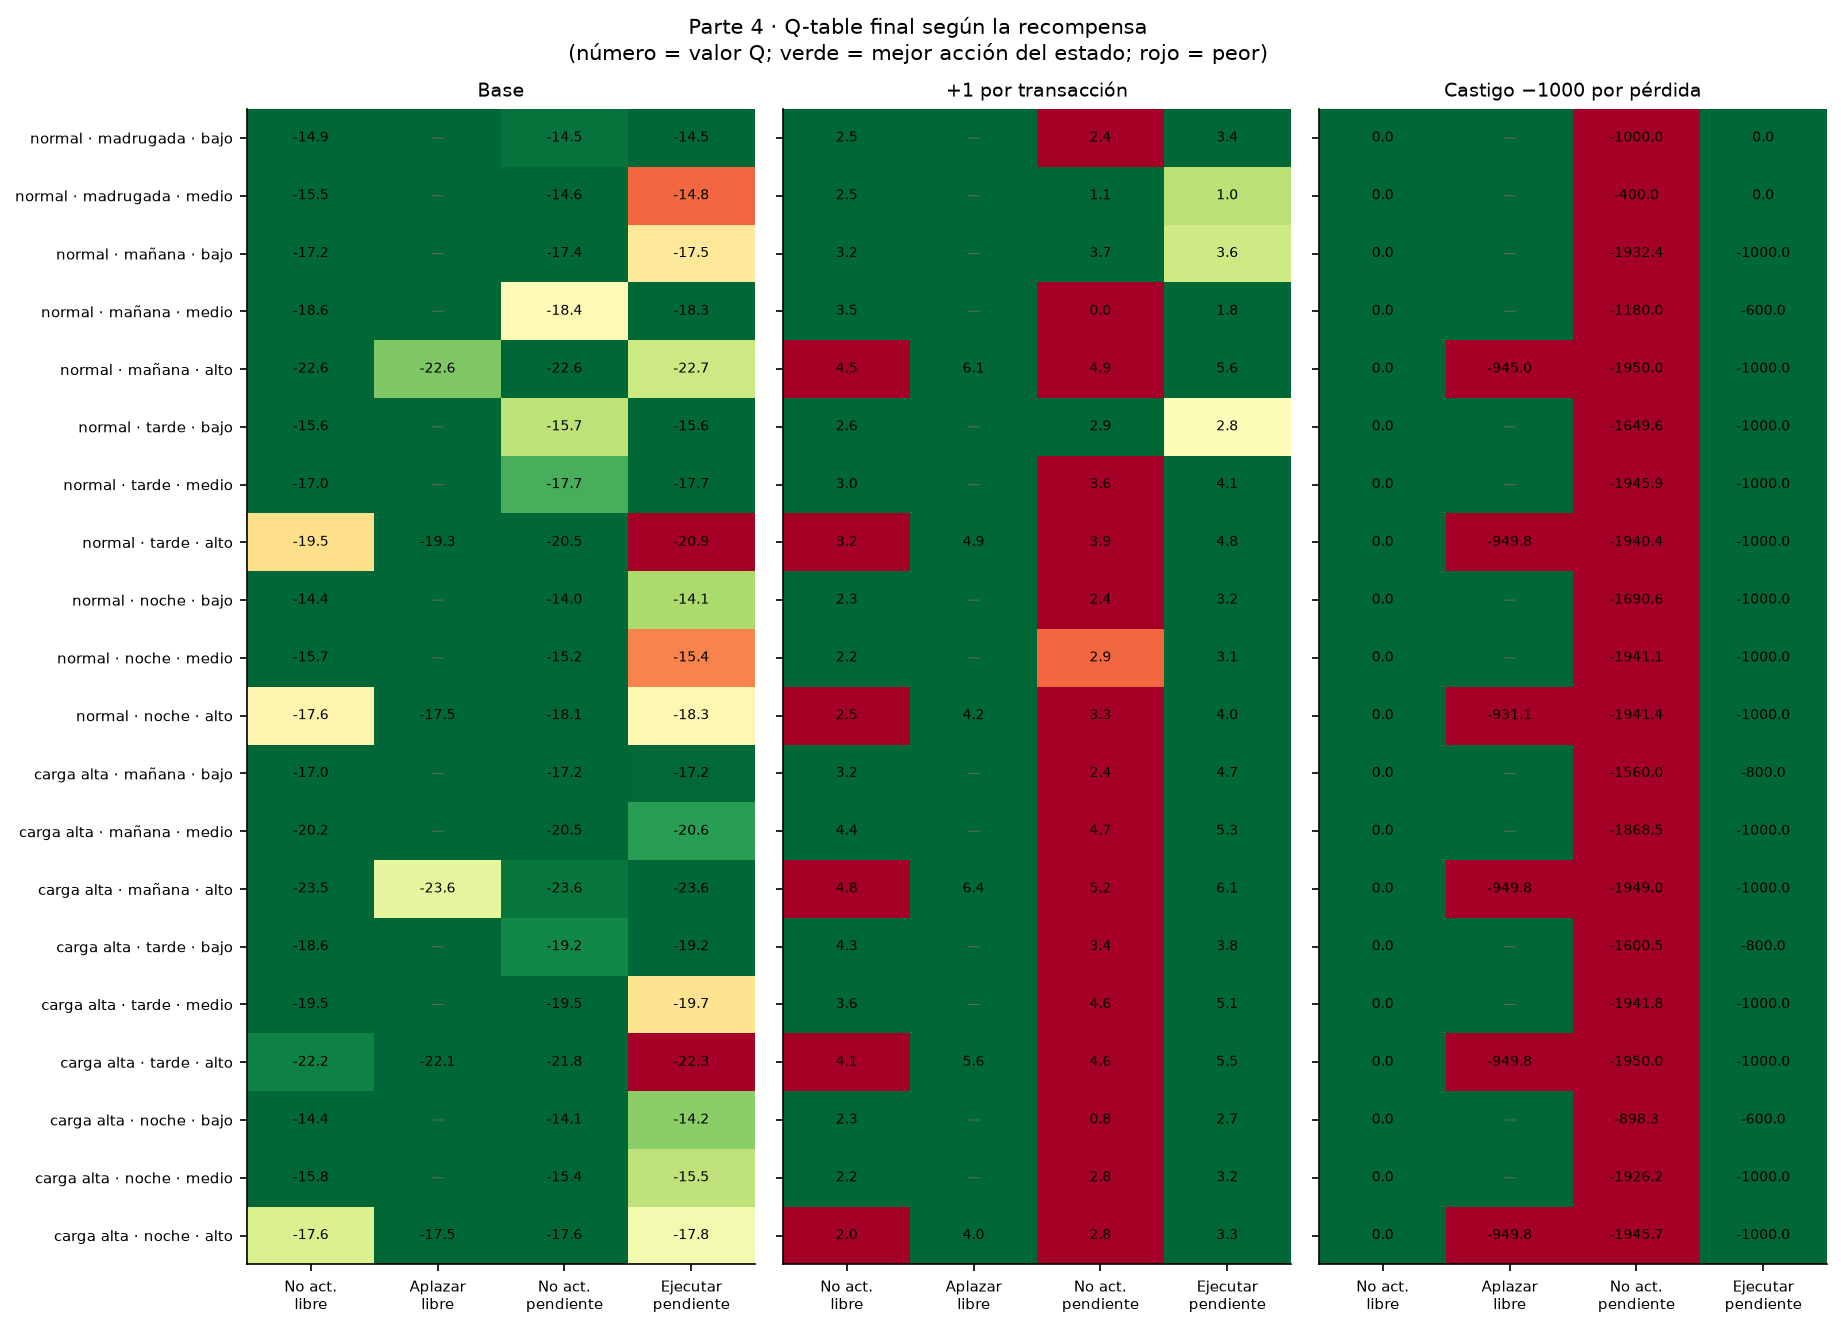 Parte 4 · Q-table final según la recompensa
(número = valor Q; verde = mejor acción del estado; rojo = peor)
Base +1 por transacción Castigo −1000 por pérdida
normal · madrugada · bajo -14.9 — -14.5 -14.5 2.5 — 2.4 3.4 0.0 — -1000.0 0.0
normal · madrugada · medio -15.5 — -14.6 -14.8 2.5 — 1.1 1.0 0.0 — -400.0 0.0
normal · mañana · bajo -17.2 — -17.4 -17.5 3.2 — 3.7 3.6 0.0 — -1932.4 -1000.0
normal · mañana · medio -18.6 — -18.4 -18.3 3.5 — 0.0 1.8 0.0 — -1180.0 -600.0
normal · mañana · alto -22.6 -22.6 -22.6 -22.7 4.5 6.1 4.9 5.6 0.0 -945.0 -1950.0 -1000.0
normal · tarde · bajo -15.6 — -15.7 -15.6 2.6 — 2.9 2.8 0.0 — -1649.6 -1000.0
normal · tarde · medio -17.0 — -17.7 -17.7 3.0 — 3.6 4.1 0.0 — -1945.9 -1000.0
normal · tarde · alto -19.5 -19.3 -20.5 -20.9 3.2 4.9 3.9 4.8 0.0 -949.8 -1940.4 -1000.0
normal · noche · bajo -14.4 — -14.0 -14.1 2.3 — 2.4 3.2 0.0 — -1690.6 -1000.0
normal · noche · medio -15.7 — -15.2 -15.4 2.2 — 2.9 3.1 0.0 — -1941.1 -1000.0
normal · noche · alto -17.6 -17.5 -18.1 -18.3 2.5 4.2 3.3 4.0 0.0 -931.1 -1941.4 -1000.0
carga alta · mañana · bajo -17.0 — -17.2 -17.2 3.2 — 2.4 4.7 0.0 — -1560.0 -800.0
carga alta · mañana · medio -20.2 — -20.5 -20.6 4.4 — 4.7 5.3 0.0 — -1868.5 -1000.0
carga alta · mañana · alto -23.5 -23.6 -23.6 -23.6 4.8 6.4 5.2 6.1 0.0 -949.8 -1949.0 -1000.0
carga alta · tarde · bajo -18.6 — -19.2 -19.2 4.3 — 3.4 3.8 0.0 — -1600.5 -800.0
carga alta · tarde · medio -19.5 — -19.5 -19.7 3.6 — 4.6 5.1 0.0 — -1941.8 -1000.0
carga alta · tarde · alto -22.2 -22.1 -21.8 -22.3 4.1 5.6 4.6 5.5 0.0 -949.8 -1950.0 -1000.0
carga alta · noche · bajo -14.4 — -14.1 -14.2 2.3 — 0.8 2.7 0.0 — -898.3 -600.0
carga alta · noche · medio -15.8 — -15.4 -15.5 2.2 — 2.8 3.2 0.0 — -1926.2 -1000.0
carga alta · noche · alto -17.6 -17.5 -17.6 -17.8 2.0 4.0 2.8 3.3 0.0 -949.8 -1945.7 -1000.0
No act. Aplazar No act. Ejecutar No act. Aplazar No act. Ejecutar No act. Aplazar No act. Ejecutar
libre libre pendiente pendiente libre libre pendiente pendiente libre libre pendiente pendiente